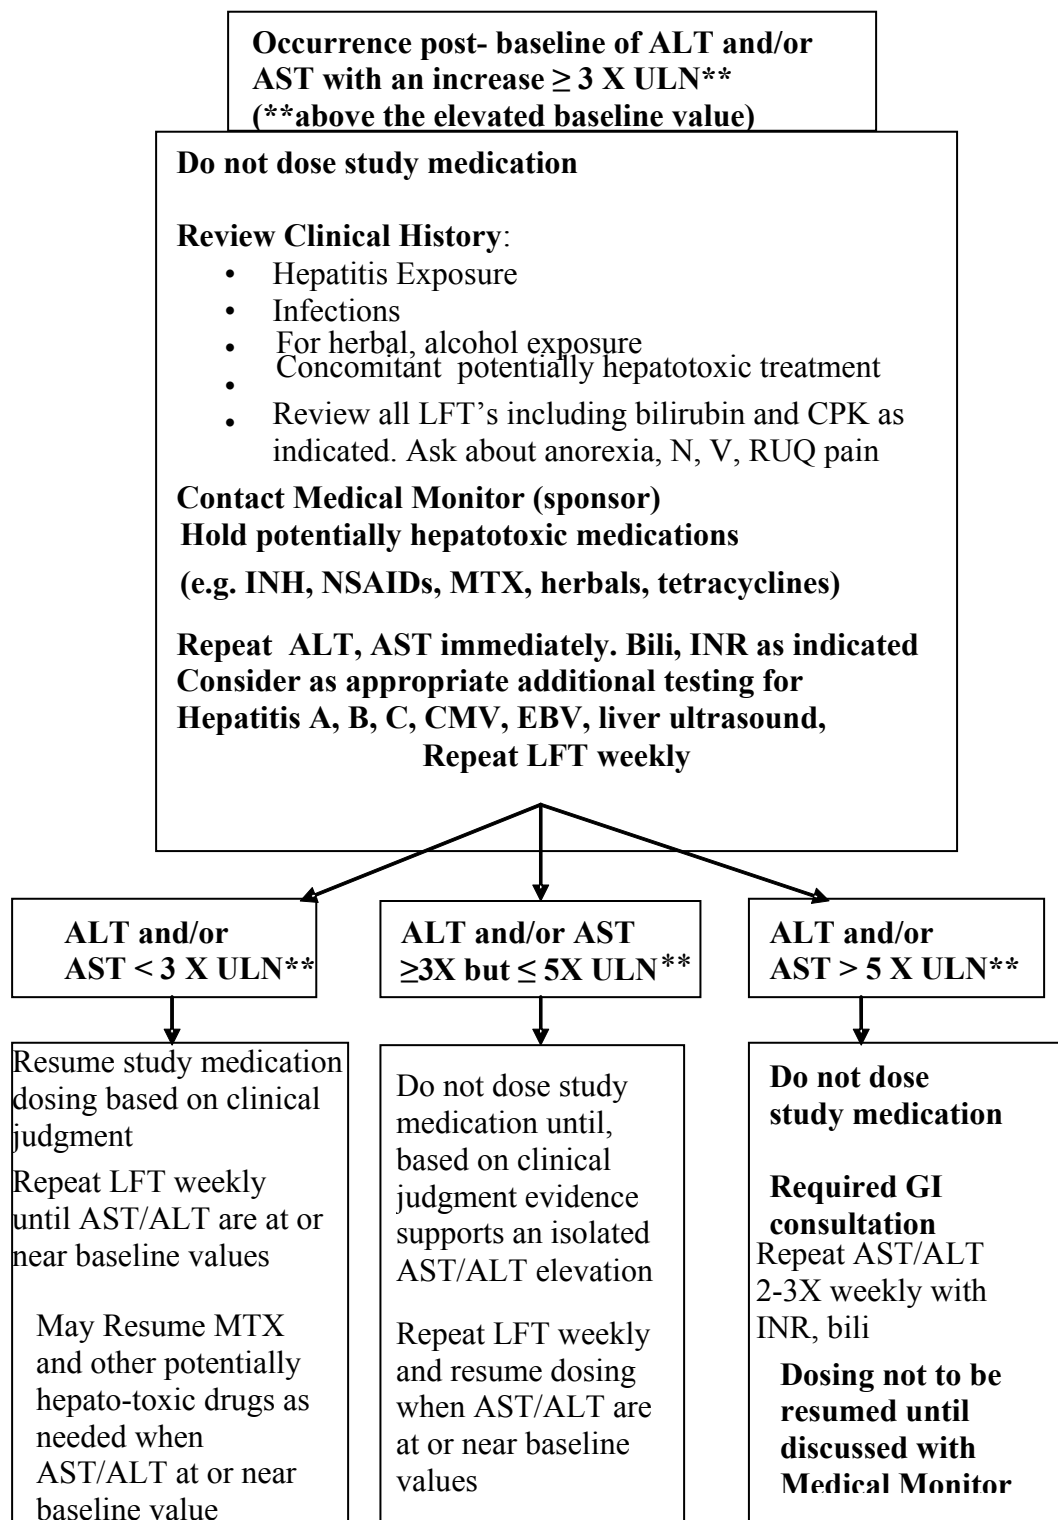 Occurrence post- baseline of ALT and/or
AST with an increase ≥ 3 X ULN**
(**above the elevated baseline value)
Do not dose study medication
Review Clinical History:
• Hepatitis Exposure
• Infections
• For herbal, alcohol exposure
• Concomitant potentially hepatotoxic treatment
• Review all LFT's including bilirubin and CPK as
indicated. Ask about anorexia, N, V, RUQ pain
Contact Medical Monitor (sponsor)
Hold potentially hepatotoxic medications
(e.g. INH, NSAIDs, MTX, herbals, tetracyclines)
Repeat ALT, AST immediately. Bili, INR as indicated
Consider as appropriate additional testing for
Hepatitis A, B, C, CMV, EBV, liver ultrasound,
Repeat LFT weekly
ALT and/or
AST < 3 X ULN**
Resume study medication
dosing based on clinical
judgment
Repeat LFT weekly
until AST/ALT are at or
near baseline values
May Resume MTX
and other potentially
hepato-toxic drugs as
needed when
AST/ALT at or near
baseline value
ALT and/or AST
≥3X but ≤ 5X ULN**
Do not dose study
medication until,
based on clinical
judgment evidence
supports an isolated
AST/ALT elevation
Repeat LFT weekly
and resume dosing
when AST/ALT are
at or near baseline
values
ALT and/or
AST > 5 X ULN**
Do not dose
study medication
Required GI
consultation
Repeat AST/ALT
2-3X weekly with
INR, bili
Dosing not to be
resumed until
discussed with
Medical Monitor